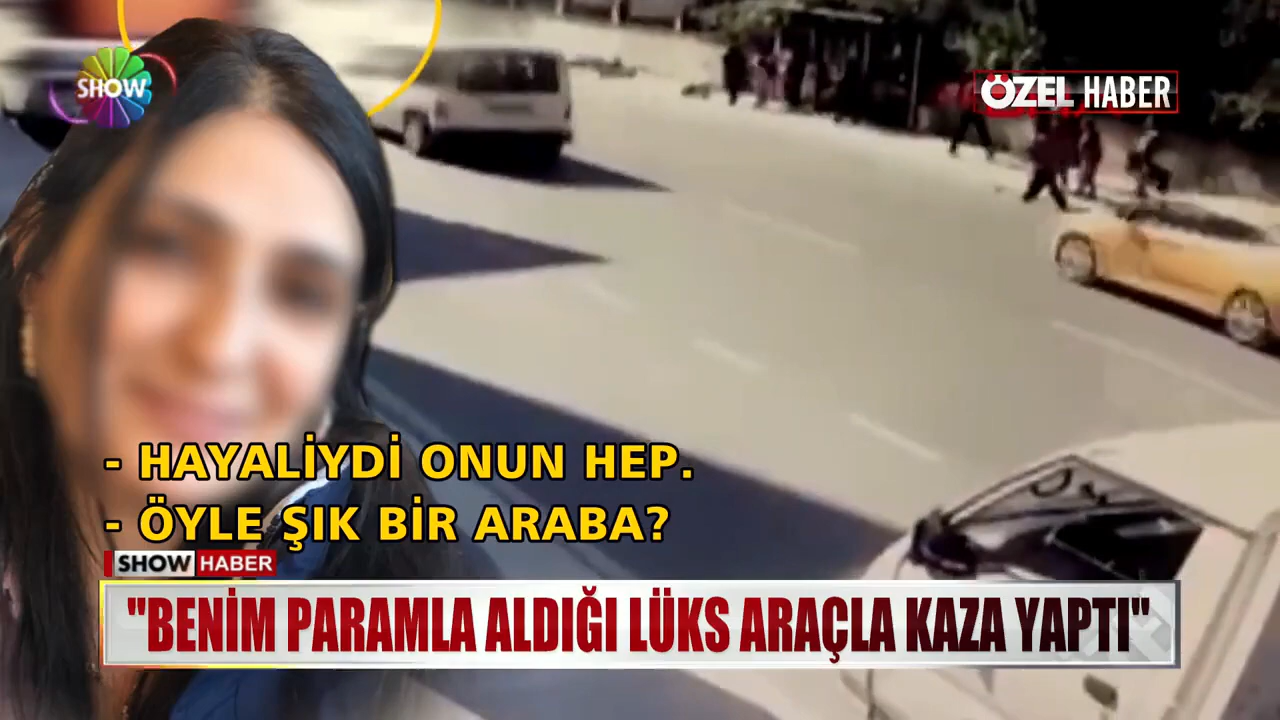 SHOW
ÖZEL HABER
- HAYALİYDİ ONUN HEP.
- ÖYLE ŞIK BİR ARABA?
SHOW HABER
"BENİM PARAMLA ALDIĞI LÜKS ARAÇLA KAZA YAPTI"